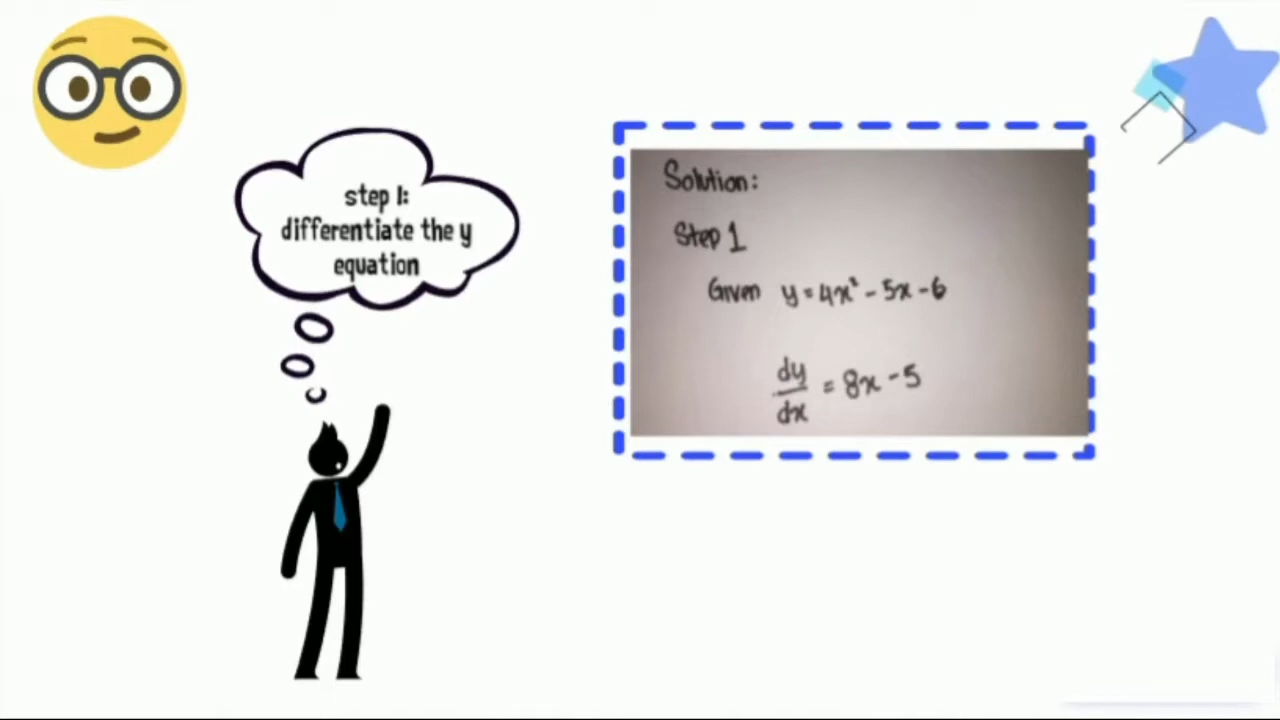 step 1:
differentiate the y
equation
Solution:
Step 1
Given y = 4x² - 5x - 6
dy/dx = 8x - 5